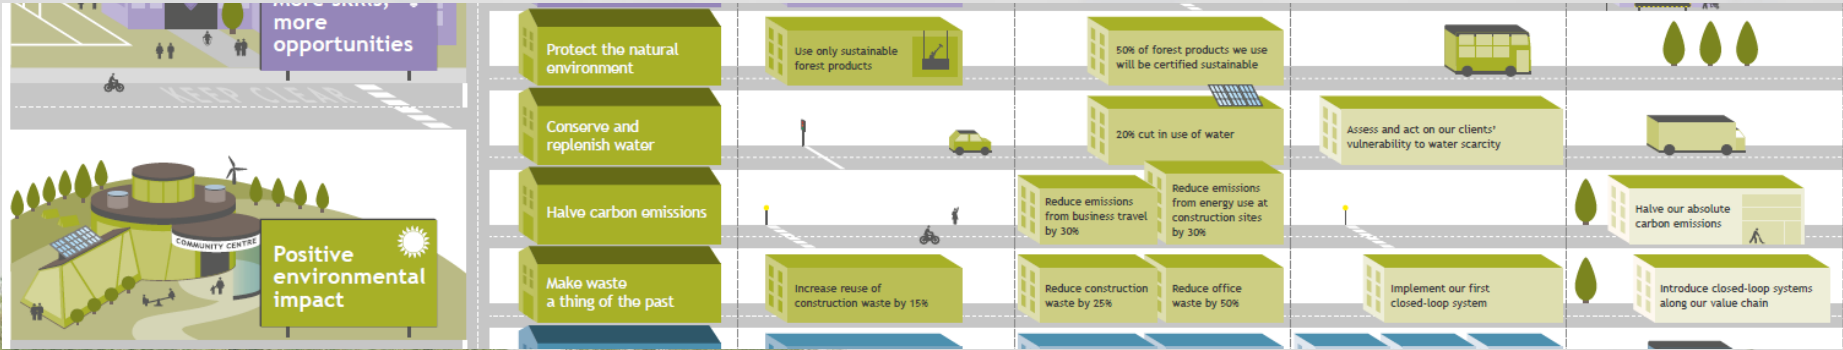 More skills,
more
opportunities
KEEP CLEAR
COMMUNITY CENTRE
Positive
environmental
impact
Protect the natural
environment
Use only sustainable
forest products
50% of forest products we use
will be certified sustainable
Conserve and
replenish water
20% cut in use of water
Assess and act on our clients'
vulnerability to water scarcity
Halve carbon emissions
Reduce emissions
from business travel
by 30%
Reduce emissions
from energy use at
construction sites
by 30%
Halve our absolute
carbon emissions
Make waste
a thing of the past
Increase reuse of
construction waste by 15%
Reduce construction
waste by 25%
Reduce office
waste by 50%
Implement our first
closed-loop system
Introduce closed-loop systems
along our value chain